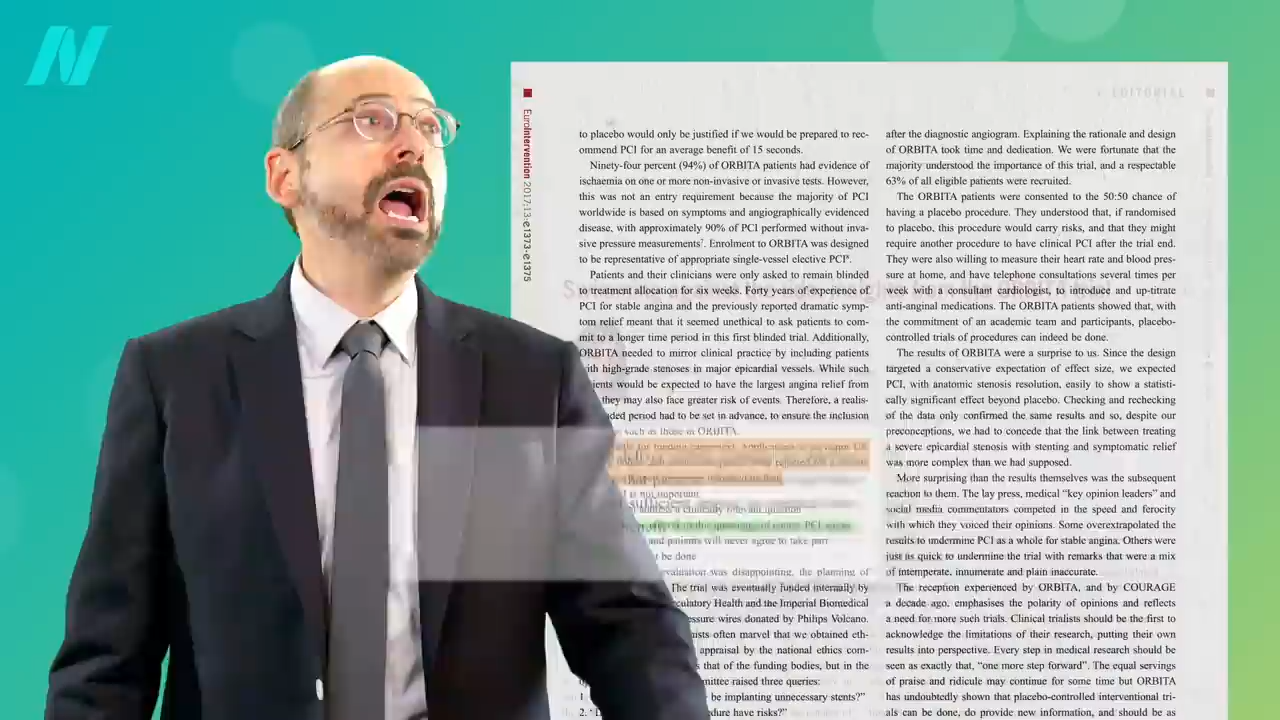 EDITORIAL
EuroIntervention 2017;13:e1373-e1375
to placebo would only be justified if we would be prepared to rec-
ommend PCI for an average benefit of 15 seconds.
Ninety-four percent (94%) of ORBITA patients had evidence of
ischaemia on one or more non-invasive or invasive tests. However,
this was not an entry requirement because the majority of PCI
worldwide is based on symptoms and angiographically evidenced
disease, with approximately 90% of PCI performed without inva-
sive pressure measurements7. Enrolment to ORBITA was designed
to be representative of appropriate single-vessel elective PCI8.
Patients and their clinicians were only asked to remain blinded
to treatment allocation for six weeks. Forty years of experience of
PCI for stable angina and the previously reported dramatic symp-
tom relief meant that it seemed unethical to ask patients to com-
mit to a longer time period in this first blinded trial. Additionally,
ORBITA needed to mirror clinical practice by including patients
with high-grade stenoses in major epicardial vessels. While such
would be expected to have the largest angina relief from
they may also face greater risk of events. Therefore, a realis-
period had to be set in advance, to ensure the inclusion
such as those in ORBITA.
is not important
a clinically relevant question
and patients will never agree to take part
be done
evaluation was disappointing, the planning of
The trial was eventually funded internally by
Health and the Imperial Biomedical
wires donated by Philips Volcano.
often marvel that we obtained eth-
appraisal by the national ethics com-
that of the funding bodies, but in the
raised three queries:
1.
be implanting unnecessary stents?”
2.
have risks?”
after the diagnostic angiogram. Explaining the rationale and design
of ORBITA took time and dedication. We were fortunate that the
majority understood the importance of this trial, and a respectable
63% of all eligible patients were recruited.
The ORBITA patients were consented to the 50:50 chance of
having a placebo procedure. They understood that, if randomised
to placebo, this procedure would carry risks, and that they might
require another procedure to have clinical PCI after the trial end.
They were also willing to measure their heart rate and blood pres-
sure at home, and have telephone consultations several times per
week with a consultant cardiologist, to introduce and up-titrate
anti-anginal medications. The ORBITA patients showed that, with
the commitment of an academic team and participants, placebo-
controlled trials of procedures can indeed be done.
The results of ORBITA were a surprise to us. Since the design
targeted a conservative expectation of effect size, we expected
PCI, with anatomic stenosis resolution, easily to show a statisti-
cally significant effect beyond placebo. Checking and rechecking
of the data only confirmed the same results and so, despite our
preconceptions, we had to concede that the link between treating
a severe epicardial stenosis with stenting and symptomatic relief
was more complex than we had supposed.
More surprising than the results themselves was the subsequent
reaction to them. The lay press, medical “key opinion leaders” and
social media commentators competed in the speed and ferocity
with which they voiced their opinions. Some overextrapolated the
results to undermine PCI as a whole for stable angina. Others were
just as quick to undermine the trial with remarks that were a mix
of intemperate, innumerate and plain inaccurate.
The reception experienced by ORBITA, and by COURAGE
a decade ago, emphasises the polarity of opinions and reflects
a need for more such trials. Clinical trialists should be the first to
acknowledge the limitations of their research, putting their own
results into perspective. Every step in medical research should be
seen as exactly that, “one more step forward”. The equal servings
of praise and ridicule may continue for some time but ORBITA
has undoubtedly shown that placebo-controlled interventional tri-
als can be done, do provide new information, and should be as